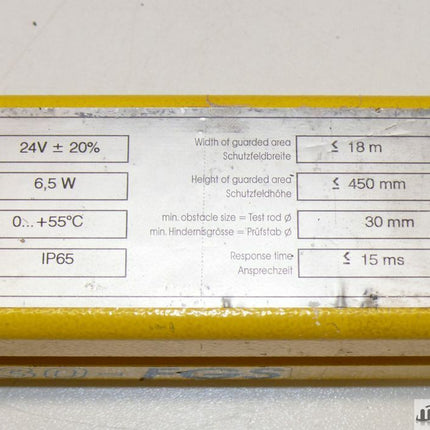 24V ± 20%
Width of guarded area
Schutzfeldbreite
≤ 18 m
6,5 W
Height of guarded area
Schutzfeldhöhe
≤ 450 mm
0... +55°C
min. obstacle size = Test rod ø
min. Hindernisgrösse = Prüfstab ø
30 mm
IP65
Response time
Ansprechzeit
≤ 15 ms